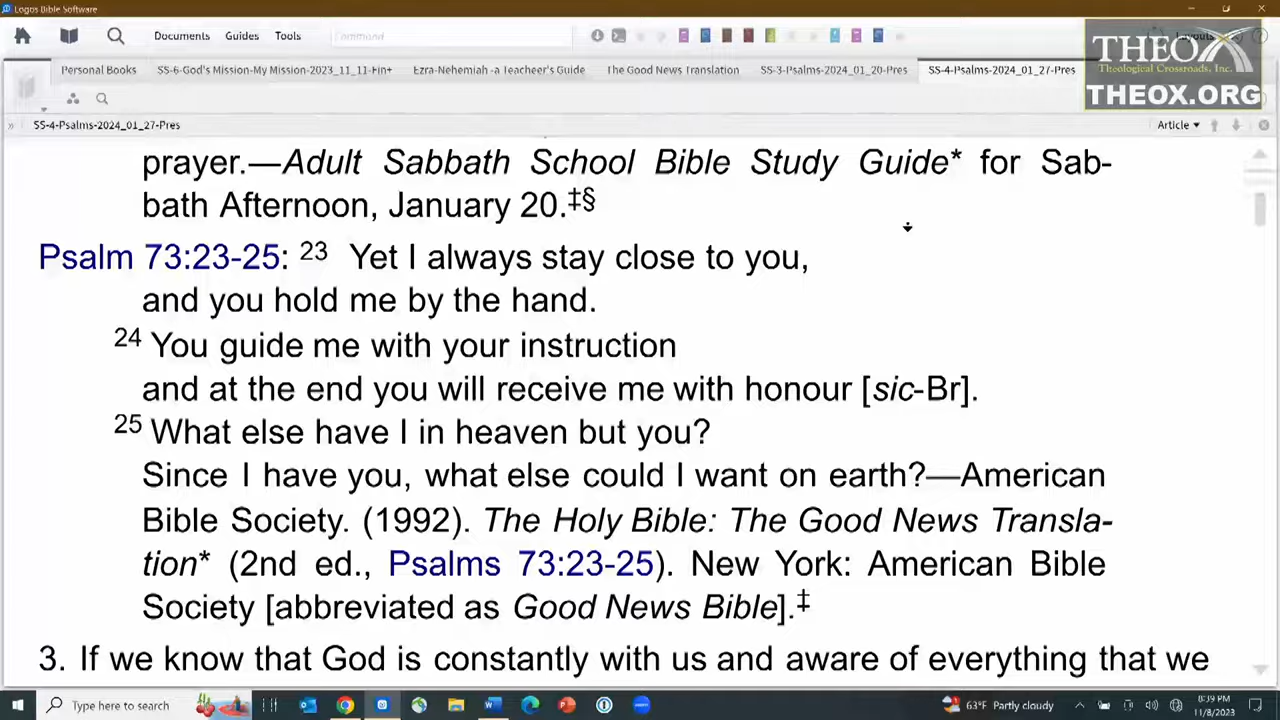 Logos Bible Software
Documents Guides Tools Command
THEOX
Theological Crossroads, Inc.
THEOX.ORG
Personal Books SS-6-God's Mission-My Mission-2023_11_11-Fin+ The Good News Translation SS-3-Psalms-2024_01_20-Pres SS-4-Psalms-2024_01_27-Pres
SS-4-Psalms-2024_01_27-Pres Article
prayer.—Adult Sabbath School Bible Study Guide* for Sab-
bath Afternoon, January 20.‡§
Psalm 73:23-25: 23 Yet I always stay close to you,
and you hold me by the hand.
24 You guide me with your instruction
and at the end you will receive me with honour [sic-Br].
25 What else have I in heaven but you?
Since I have you, what else could I want on earth?—American
Bible Society. (1992). The Holy Bible: The Good News Transla-
tion* (2nd ed., Psalms 73:23-25). New York: American Bible
Society [abbreviated as Good News Bible].‡
3. If we know that God is constantly with us and aware of everything that we
Type here to search 63°F Partly cloudy 8:39 PM
11/8/2023